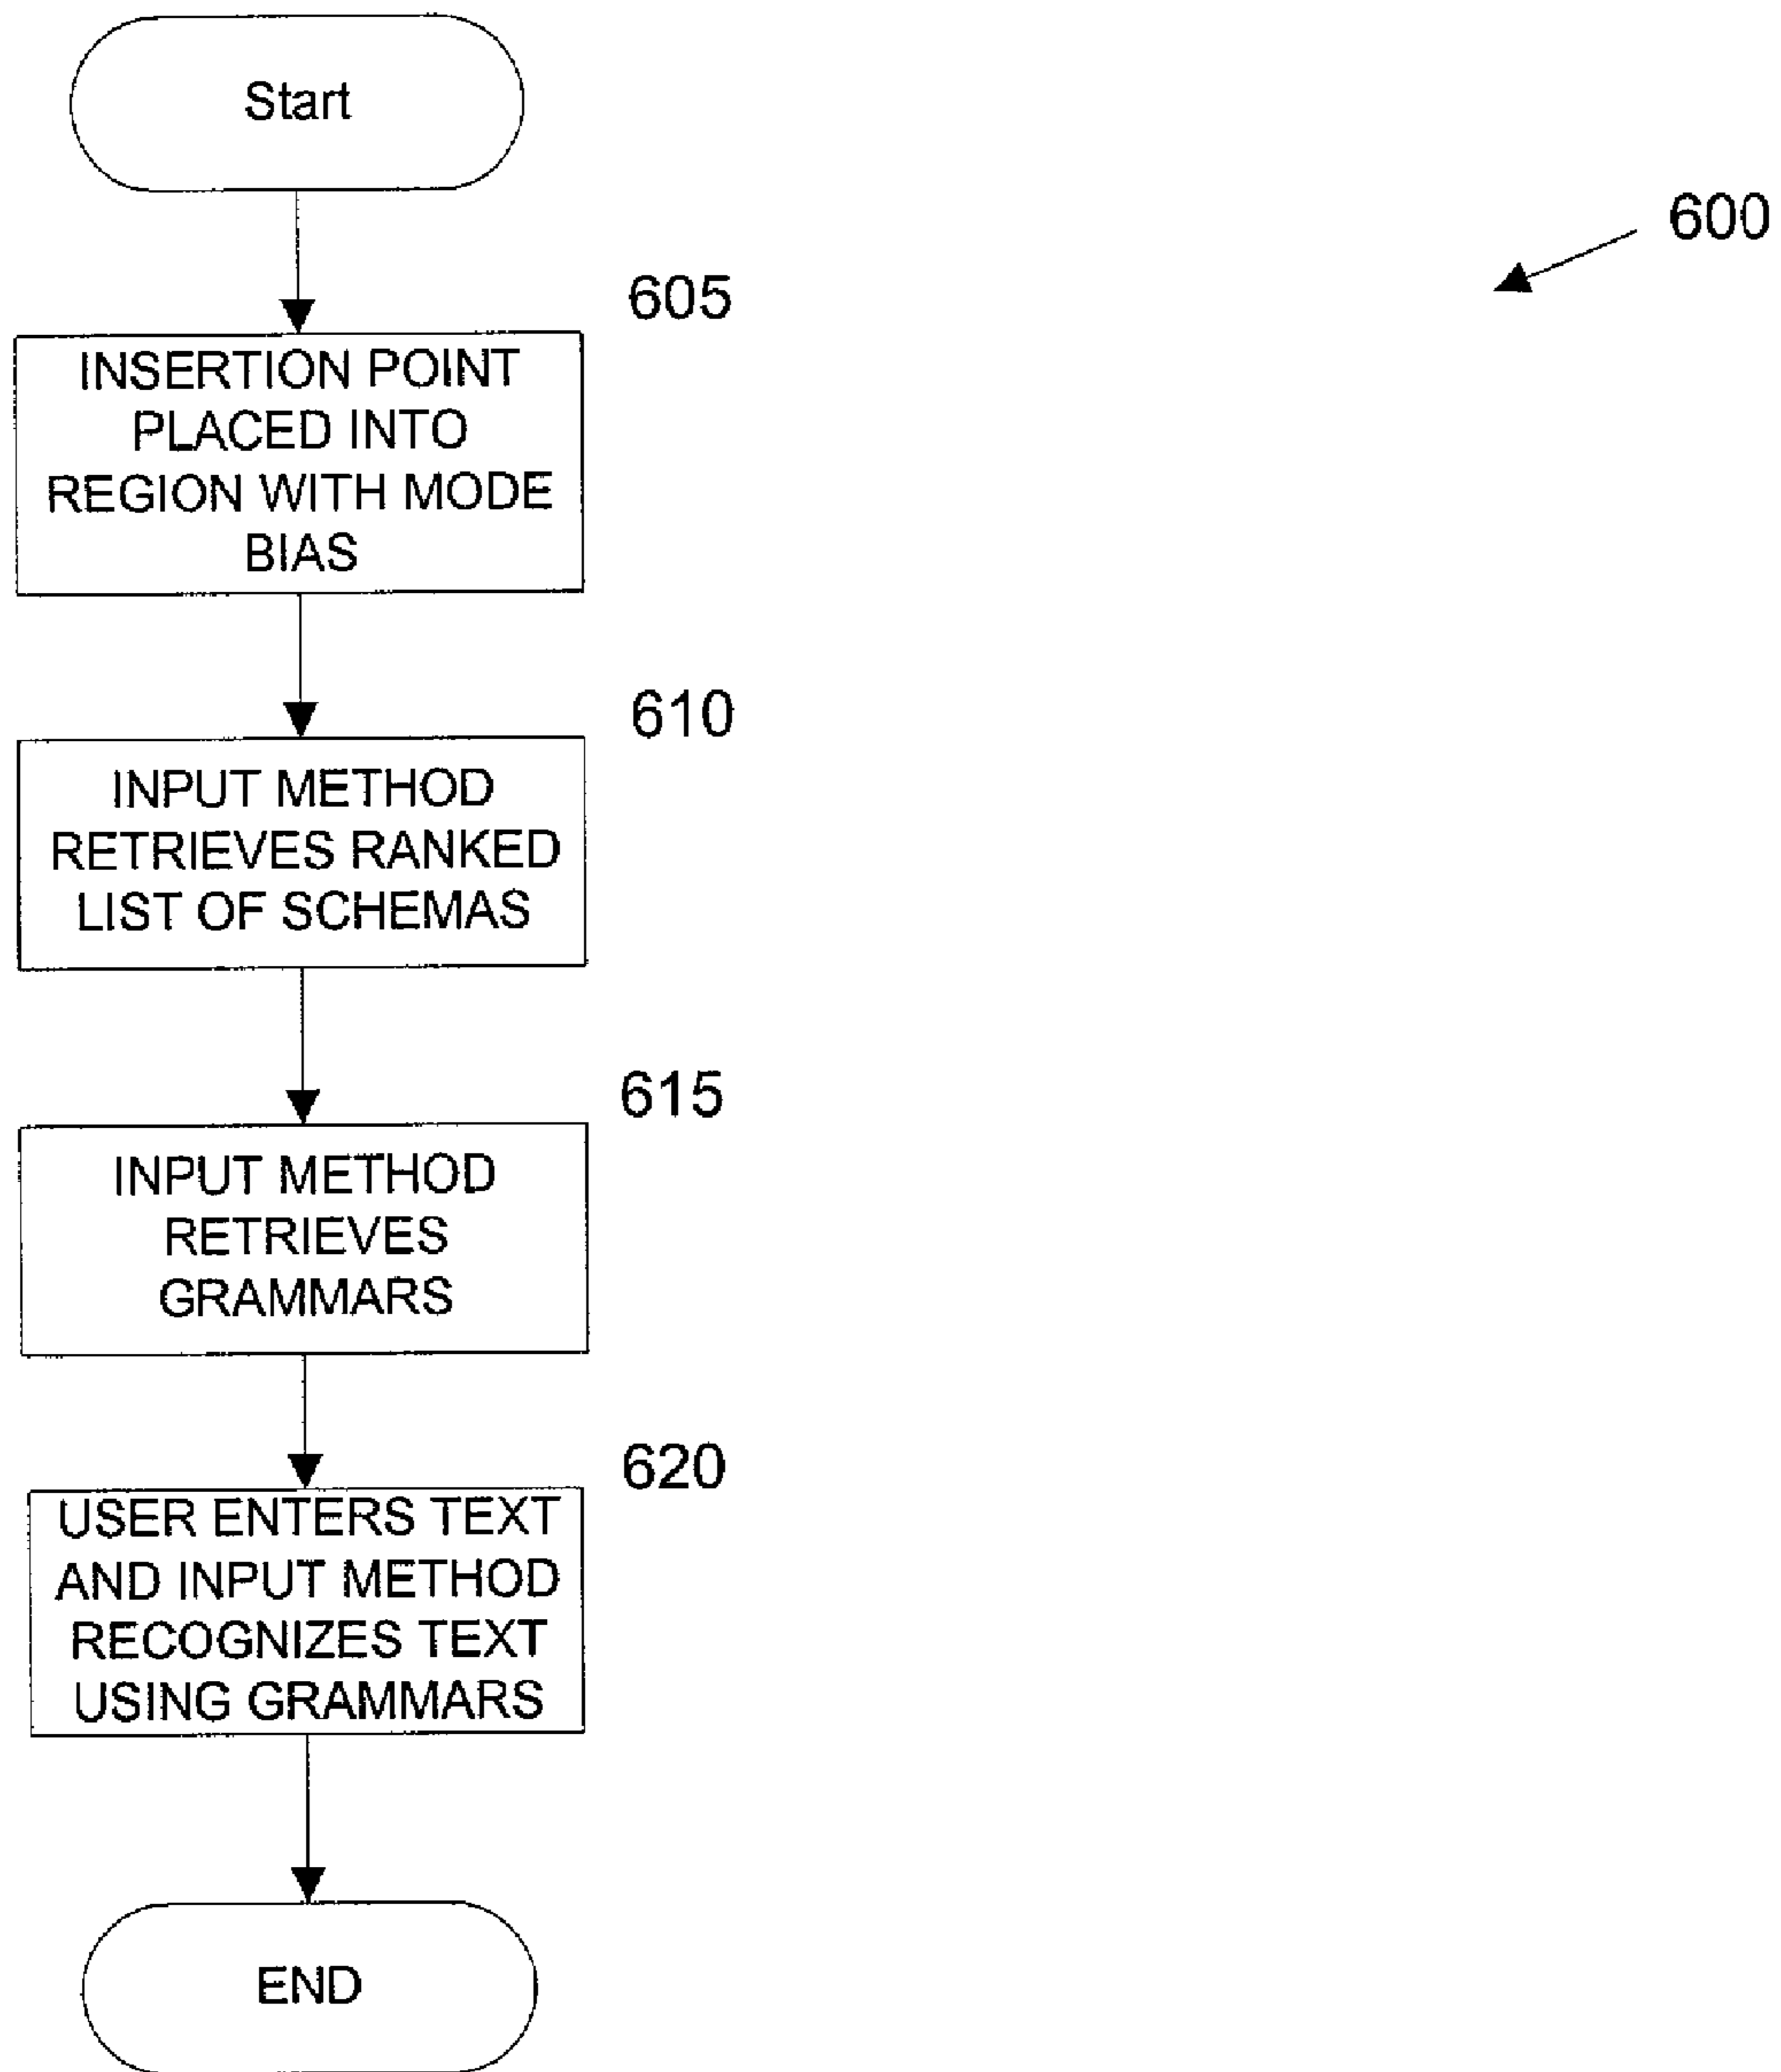 Start
600
605
INSERTION POINT
PLACED INTO
REGION WITH MODE
BIAS
610
INPUT METHOD
RETRIEVES RANKED
LIST OF SCHEMAS
615
INPUT METHOD
RETRIEVES
GRAMMARS
620
USER ENTERS TEXT
AND INPUT METHOD
RECOGNIZES TEXT
USING GRAMMARS
END